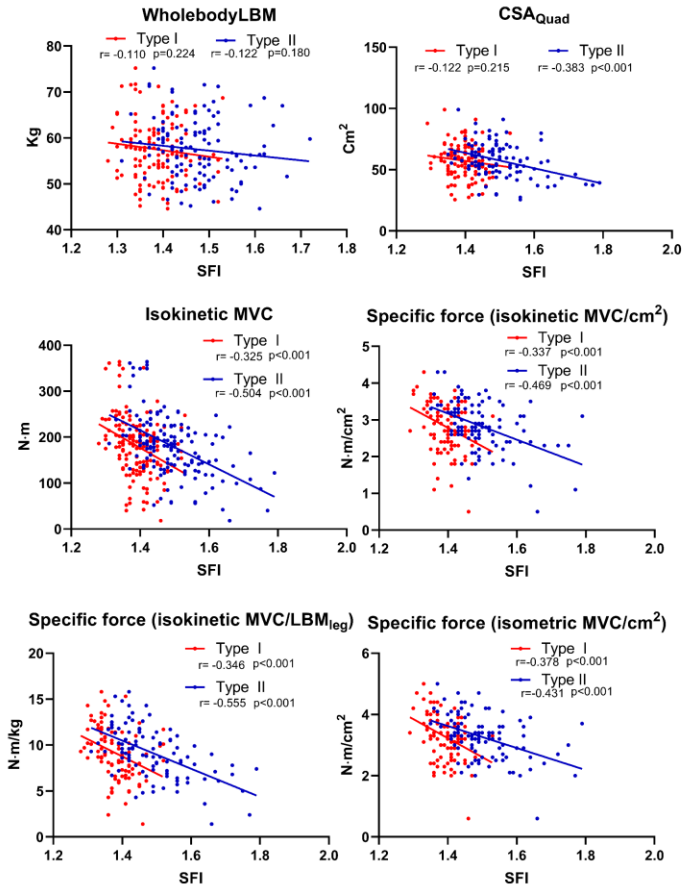 WholebodyLBM
Type I Type II
r= -0.110 p=0.224 r= -0.122 p=0.180
80
70
60
50
40
Kg
1.2 1.3 1.4 1.5 1.6 1.7 1.8
SFI
CSAQuad
Type I Type II
r= -0.122 p=0.215 r= -0.383 p<0.001
150
100
50
0
Cm2
1.2 1.4 1.6 1.8 2.0
SFI
Isokinetic MVC
Type I
r= -0.325 p<0.001
Type II
r= -0.504 p<0.001
400
300
200
100
0
N·m
1.2 1.4 1.6 1.8 2.0
SFI
Specific force (isokinetic MVC/cm2)
Type I
r= -0.337 p<0.001
Type II
r= -0.469 p<0.001
5
4
3
2
1
0
N·m/cm2
1.2 1.4 1.6 1.8 2.0
SFI
Specific force (isokinetic MVC/LBMleg)
Type I
r= -0.346 p<0.001
Type II
r= -0.555 p<0.001
20
15
10
5
0
N·m/kg
1.2 1.4 1.6 1.8 2.0
SFI
Specific force (isometric MVC/cm2)
Type I
r=-0.378 p<0.001
Type II
r=-0.431 p<0.001
6
4
2
0
N·m/cm2
1.2 1.4 1.6 1.8 2.0
SFI